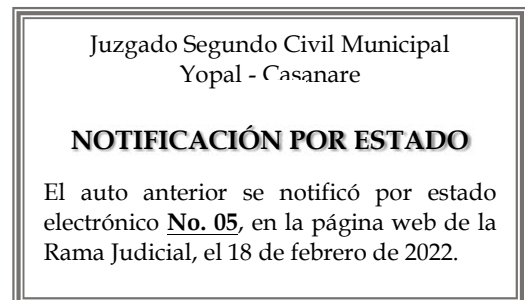 Juzgado Segundo Civil Municipal
Yopal - Casanare
NOTIFICACIÓN POR ESTADO
El auto anterior se notificó por estado
electrónico No. 05, en la página web de la
Rama Judicial, el 18 de febrero de 2022.